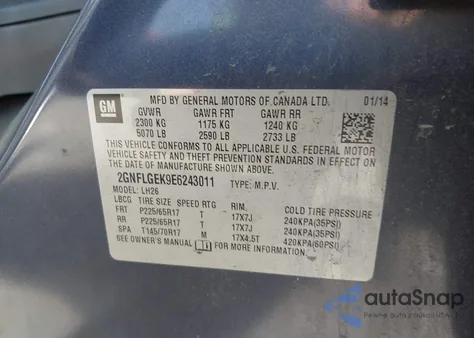 GM
MFD BY GENERAL MOTORS OF CANADA LTD. 01/14
GVWR GAWR FRT GAWR RR
2300 KG 1175 KG 1240 KG
5070 LB 2590 LB 2733 LB
THIS VEHICLE CONFORMS TO ALL APPLICABLE U.S. FEDERAL MOTOR
VEHICLE SAFETY AND THEFT PREVENTION STANDARDS IN EFFECT ON
THE DATE OF MANUFACTURE SHOWN ABOVE.
2GNFLGEK9E6243011 TYPE: M.P.V.
MODEL: LH26
LBCG TIRE SIZE SPEED RTG RIM COLD TIRE PRESSURE
FRT P225/65R17 T 17X7J 240KPA(35PSI)
RR P225/65R17 T 17X7J 240KPA(35PSI)
SPA T145/70R17 M 17X4.5T 420KPA(60PSI)
SEE OWNER'S MANUAL FOR MORE INFORMATION.
autoSnap
Pewne auto z USA